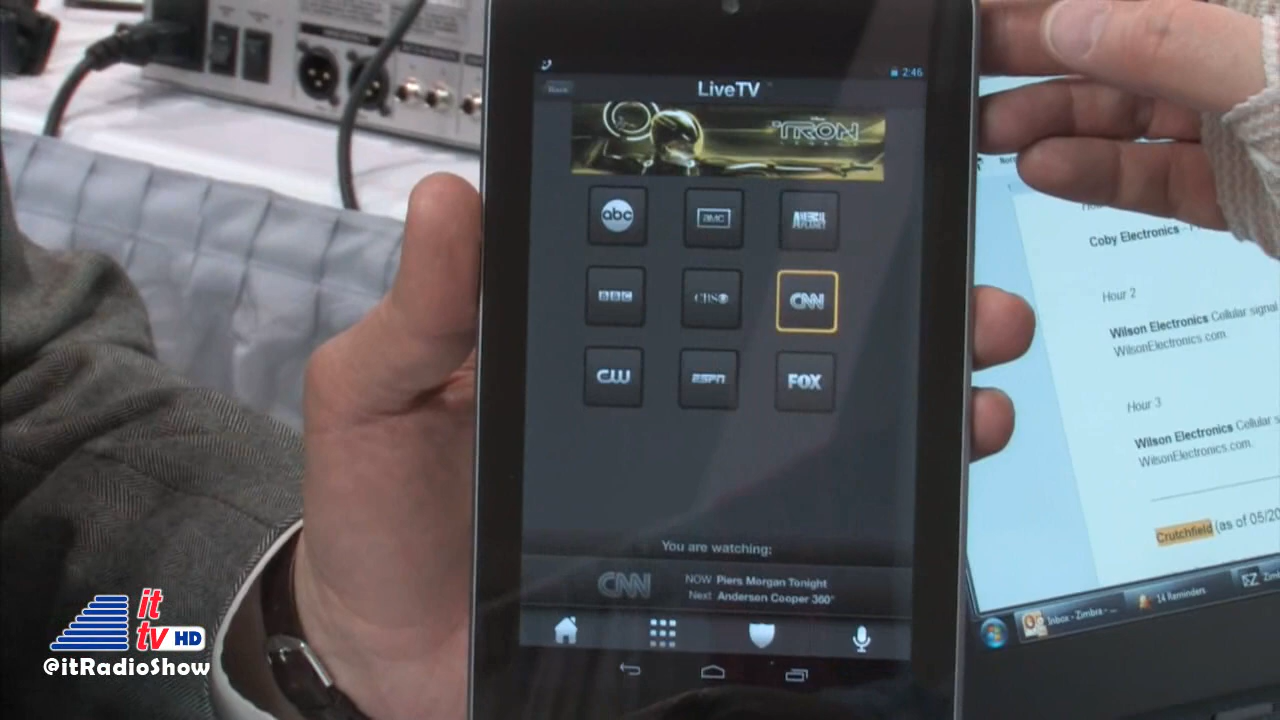 2:46
Back
LiveTV
TRON
abc
amc
ANIMAL PLANET
BBC
CBS
CNN
CW
ESPN
FOX
You are watching:
CNN
NOW Piers Morgan Tonight
Next Anderson Cooper 360°
Coby Electronics -
Hour 2
Wilson Electronics Cellular signal
WilsonElectronics.com.
Hour 3
Wilson Electronics Cellular s
WilsonElectronics.com.
Crutchfield (as of 05/20
Inbox - Zimbra - ...
14 Reminders
it
tv HD
@itRadioShow